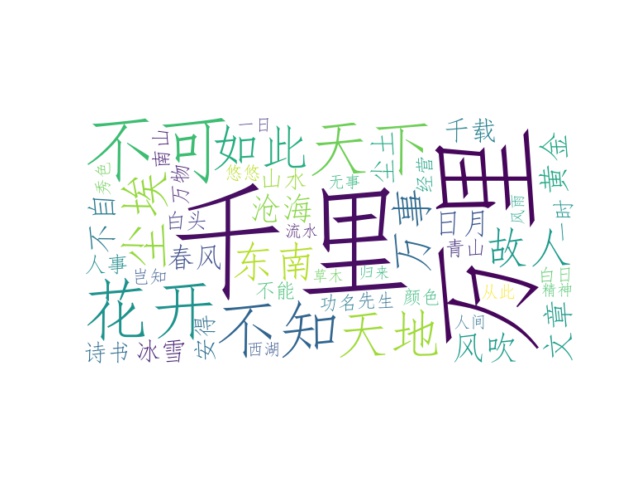 一日
千载
不可
如此
天下
尘土
南山
秀色
万物
尘埃
悠悠
山水
无事
经营
万里
黄金
不自
白头
沧海
流水
千里
万事
日月
风雨
一时
人事
岂知
春风
东南
草木
归来
青山
故人
花开
不能
功名
先生
颜色
从此
白日
精神
诗书
冰雪
安得
不知
西湖
天地
人间
风吹
文章